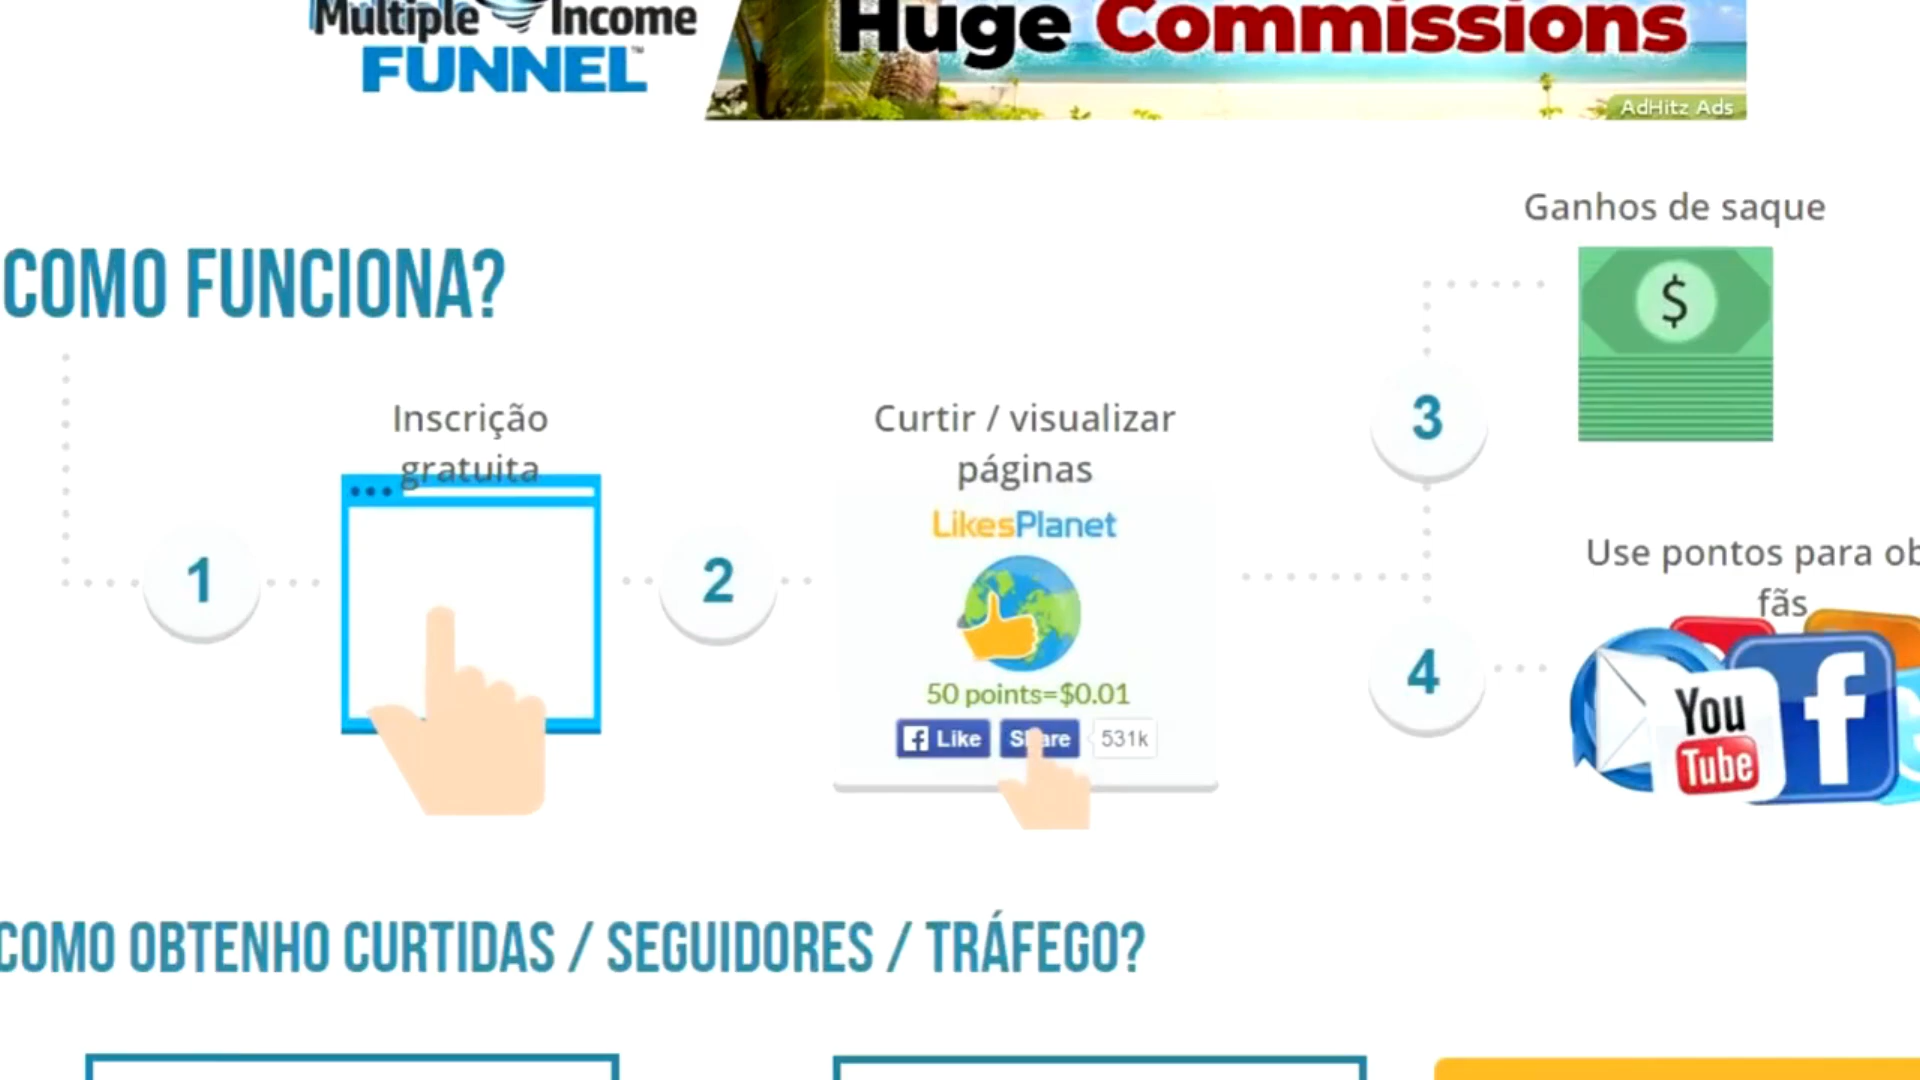 Multiple Income
FUNNEL™
Huge Commissions
AdHitz Ads
Ganhos de saque
$
COMO FUNCIONA?
3
Inscrição
gratuita
Curtir / visualizar
páginas
LikesPlanet
1
2
50 points=$0.01
Like
Share
531k
Use pontos para ob
fãs
4
You
Tube
f
COMO OBTENHO CURTIDAS / SEGUIDORES / TRÁFEGO?